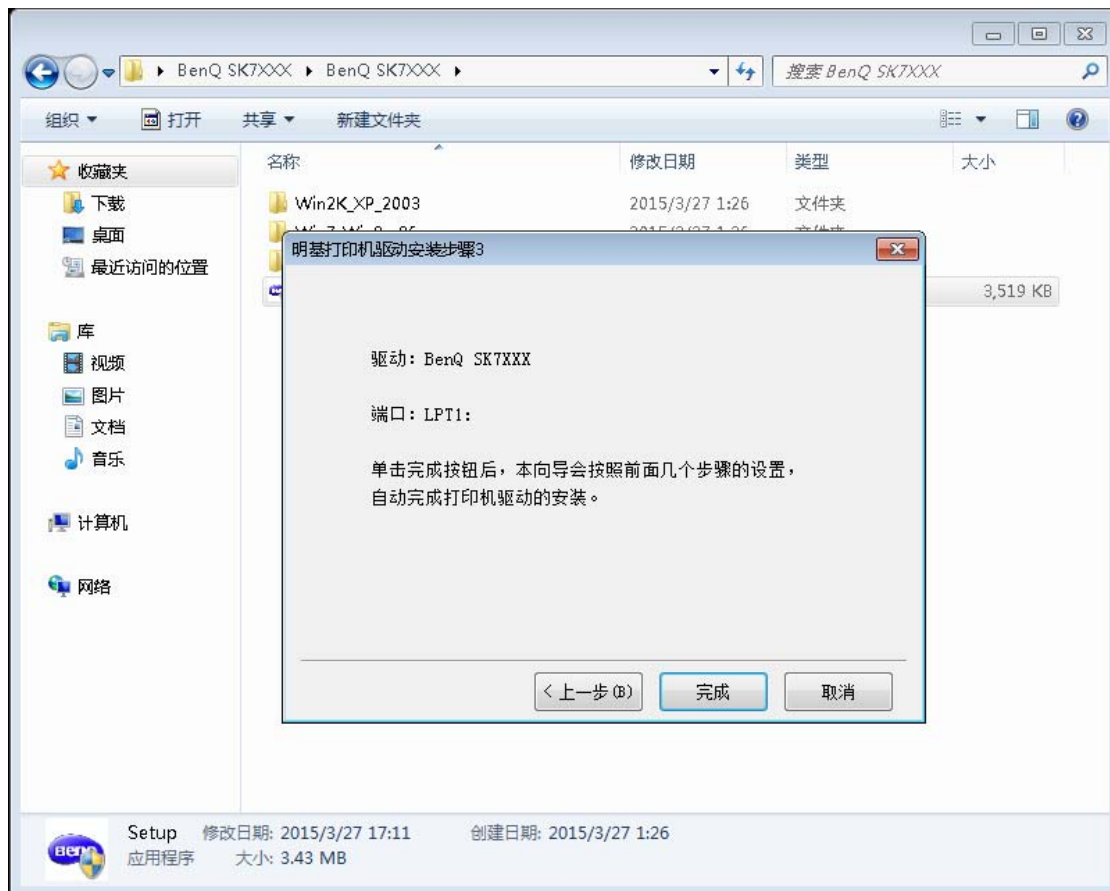 BenQ SK7XXX ▸ BenQ SK7XXX ▸
搜索 BenQ SK7XXX
组织 打开 共享 新建文件夹
收藏夹
下载
桌面
最近访问的位置
库
视频
图片
文档
音乐
计算机
网络
名称 修改日期 类型 大小
Win2K_XP_2003 2015/3/27 1:26 文件夹
3,519 KB
明基打印机驱动安装步骤3
驱动：BenQ SK7XXX
端口：LPT1:
单击完成按钮后，本向导会按照前面几个步骤的设置，
自动完成打印机驱动的安装。
<上一步(B) 完成 取消
Setup 修改日期: 2015/3/27 17:11 创建日期: 2015/3/27 1:26
应用程序 大小: 3.43 MB
BenQ